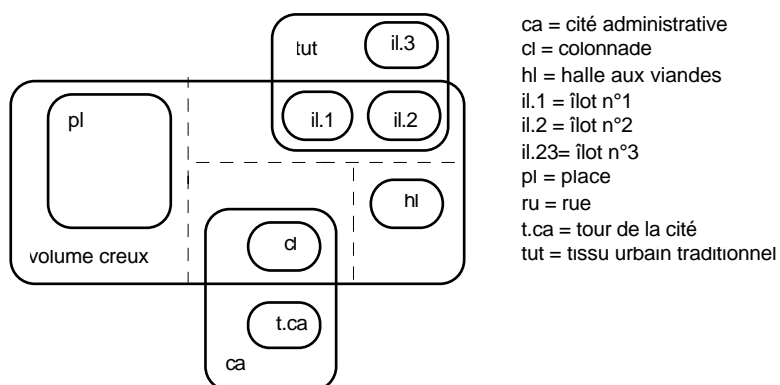 tut
il.3
pl
il.1
il.2
hl
cl
volume creux
t.ca
ca
ca = cité administrative
cl = colonnade
hl = halle aux viandes
il.1 = îlot n°1
il.2 = îlot n°2
il.23= îlot n°3
pl = place
ru = rue
t.ca = tour de la cité
tut = tissu urbain traditionnel